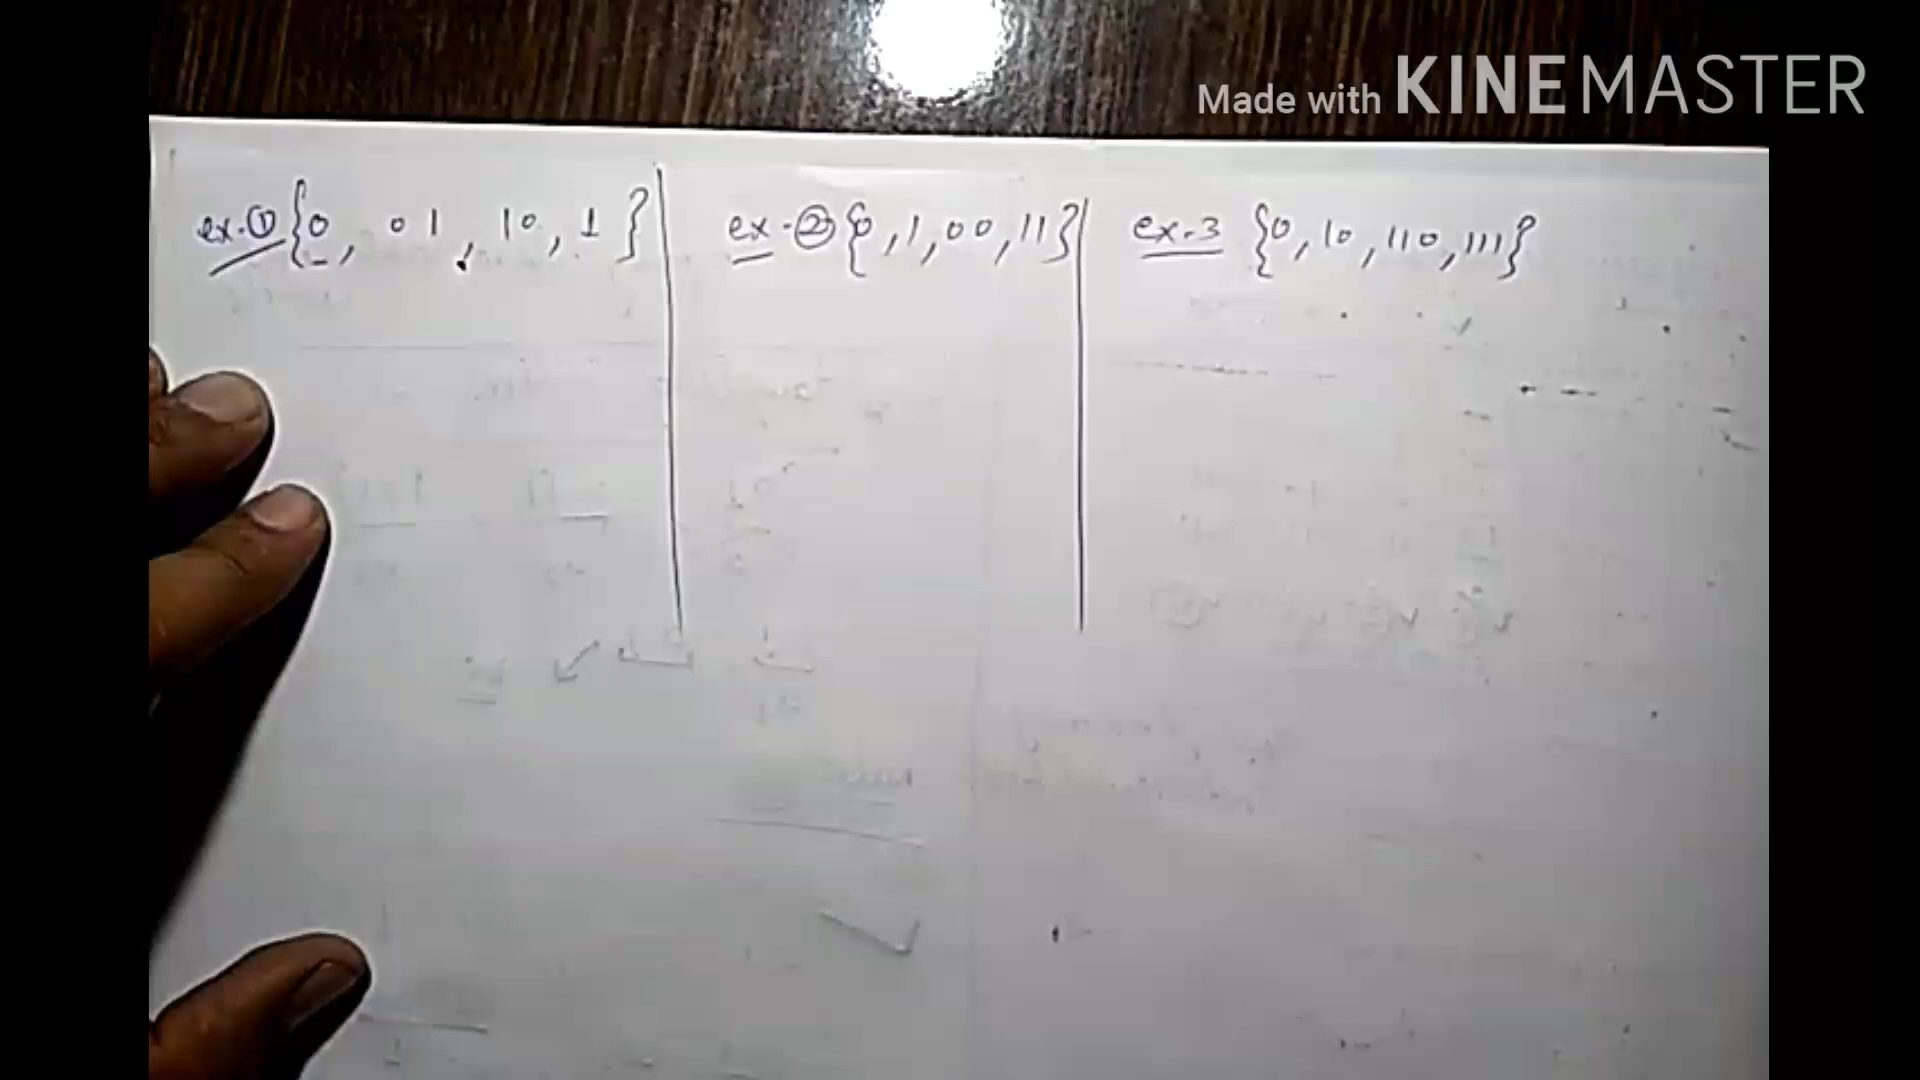 Made with KINEMASTER
ex.① {0, 01, 10, 1}
ex-② {0,1,00,11}
ex.3 {0,10,110,111}